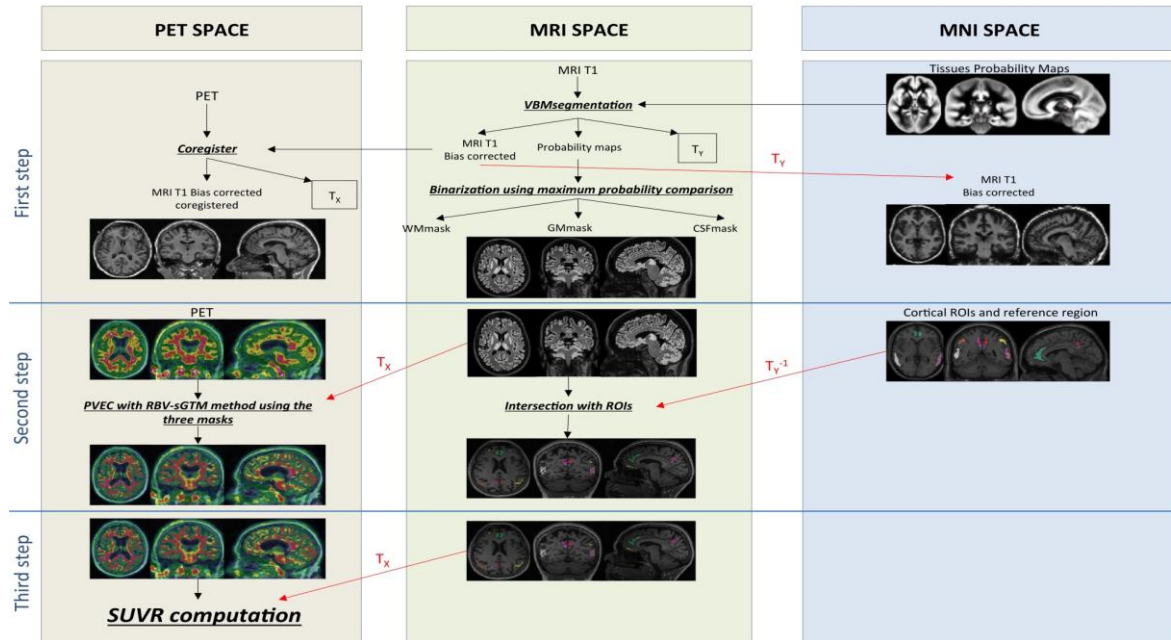 PET SPACE
MRI SPACE
MNI SPACE
First step
PET
Coregister
MRI T1 Bias corrected
coregistered
TX
MRI T1
VBMsegmentation
MRI T1
Bias corrected
Probability maps
TY
Binarization using maximum probability comparison
WMmask
GMmask
CSFmask
Tissues Probability Maps
TY
MRI T1
Bias corrected
Second step
PET
PVEC with RBV-sGTM method using the
three masks
TX
Intersection with ROIs
TY-1
Cortical ROIs and reference region
Third step
TX
SUVR computation